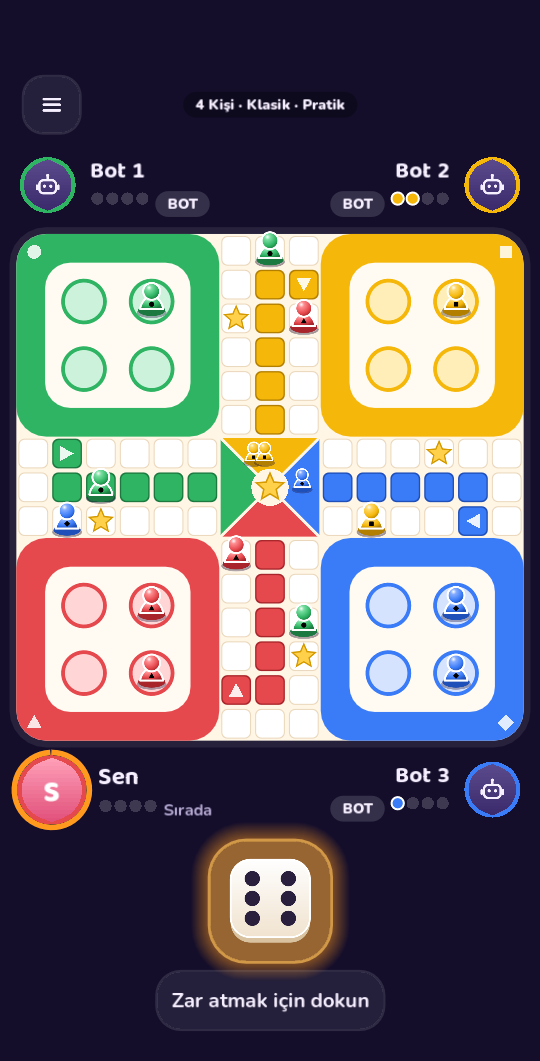 4 Kişi · Klasik · Pratik
Bot 1
BOT
Bot 2
BOT
S
Sen
Sırada
Bot 3
BOT
Zar atmak için dokun